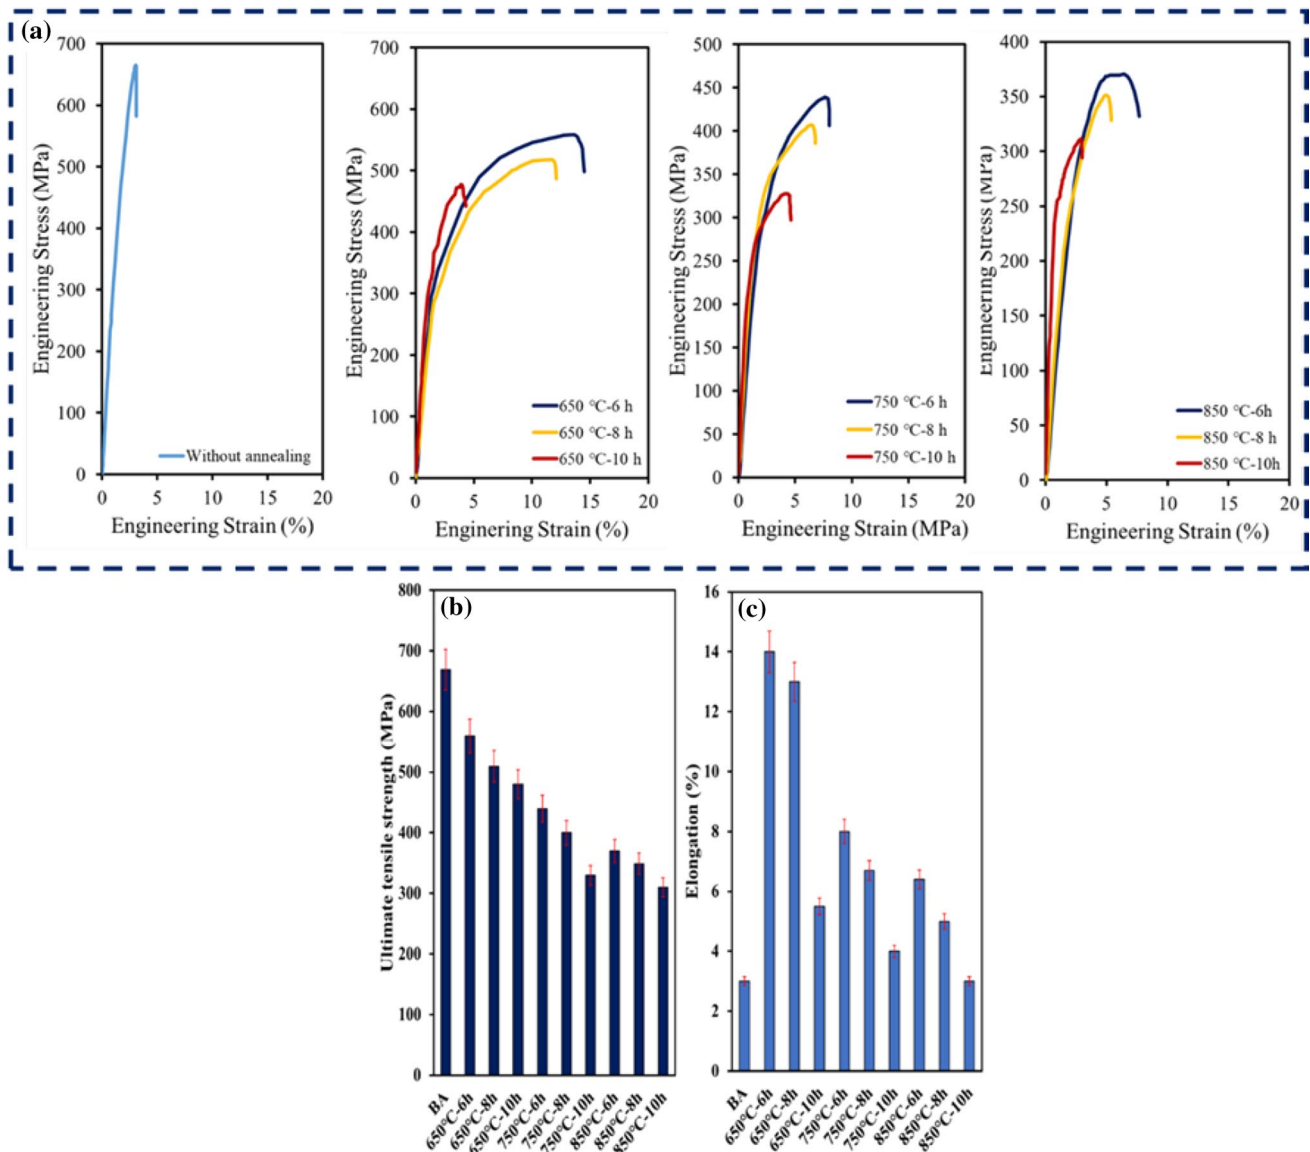 (a)
700
600
500
400
300
200
100
0
0 5 10 15 20
Engineering Stress (MPa)
Engineering Strain (%)
Without annealing
700
600
500
400
300
200
100
0
0 5 10 15 20
Engineering Stress (MPa)
Engineering Strain (%)
650 °C-6 h
650 °C-8 h
650 °C-10 h
500
450
400
350
300
250
200
150
100
50
0
0 5 10 15 20
Engineering Stress (MPa)
Engineering Strain (MPa)
750 °C-6 h
750 °C-8 h
750 °C-10 h
400
350
300
250
200
150
100
50
0
0 5 10 15 20
Engineering Stress (MPa)
Engineering Strain (%)
850 °C-6h
850 °C-8 h
850 °C-10h
(b)
800
700
600
500
400
300
200
100
0
Ultimate tensile strength (MPa)
BA
650°C-6h
650°C-8h
650°C-10h
750°C-6h
750°C-8h
750°C-10h
850°C-6h
850°C-8h
850°C-10h
(c)
16
14
12
10
8
6
4
2
0
Elongation (%)
BA
650°C-6h
650°C-8h
650°C-10h
750°C-6h
750°C-8h
750°C-10h
850°C-6h
850°C-8h
850°C-10h